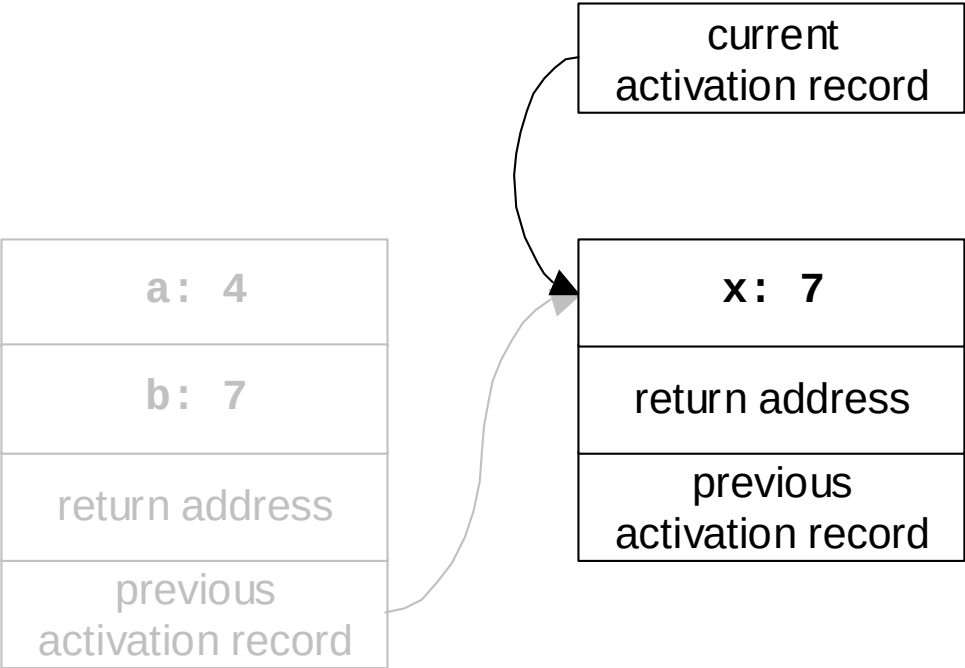 current
activation record
a: 4
b: 7
return address
previous
activation record
x: 7
return address
previous
activation record